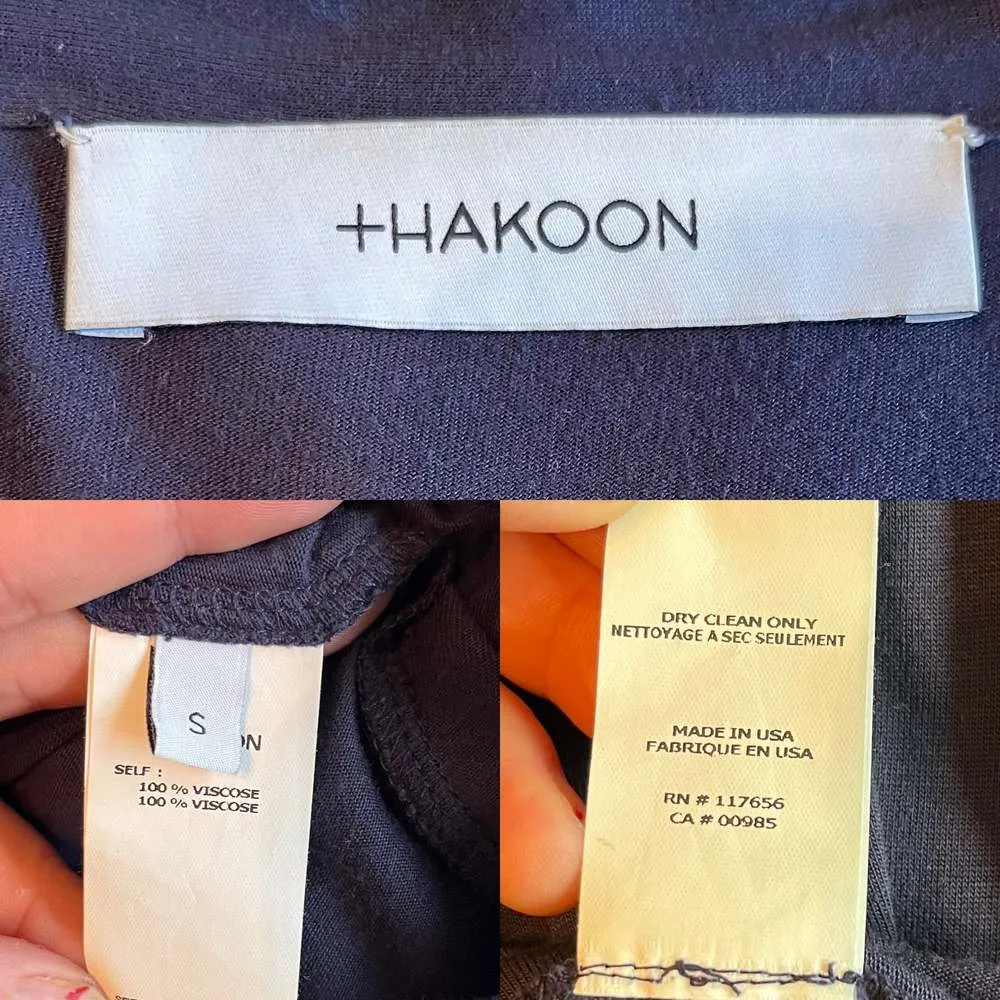 THAKOON
S
ON
SELF :
100 % VISCOSE
100 % VISCOSE
DRY CLEAN ONLY
NETTOYAGE A SEC SEULEMENT
MADE IN USA
FABRIQUE EN USA
RN # 117656
CA # 00985